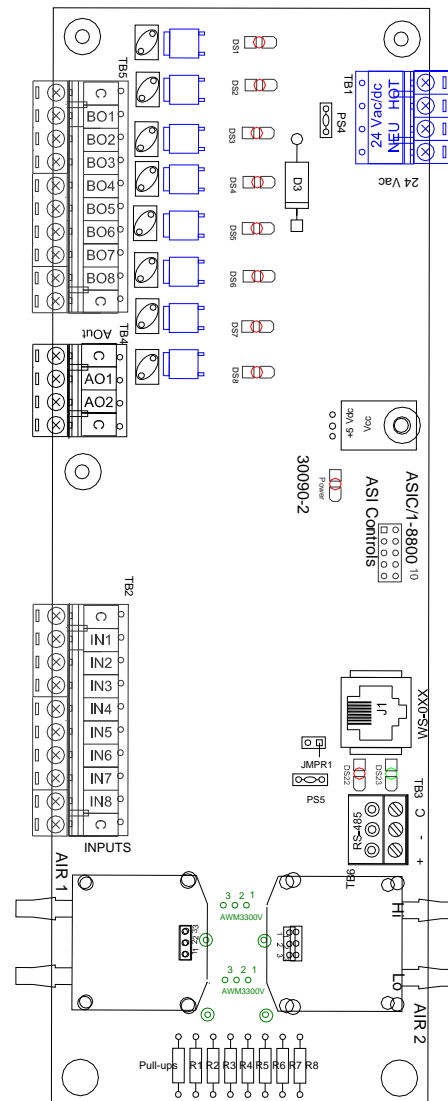 TB5
C
BO1
BO2
BO3
BO4
BO5
BO6
BO7
BO8
C
DS1
DS2
DS3
DS4
DS5
DS6
DS7
DS8
D3
PS4
TB1
24 Vac/dc
NEU HOT
24 Vac
TB4
AOut
C
AO1
AO2
C
+5 Vdc
Vcc
Power
30090-2
ASIC/1-8800
ASI Controls
10
TB2
C
IN1
IN2
IN3
IN4
IN5
IN6
IN7
IN8
C
INPUTS
J1
JMPR1
PS5
DS22
DS23
TB3
C - +
RS-485
TB6
AIR 1
3 2 1
AWM3300V
3 2 1
AWM3300V
1 2 3
Hi
Lo
AIR 2
Pull-ups R1 R2 R3 R4 R5 R6 R7 R8